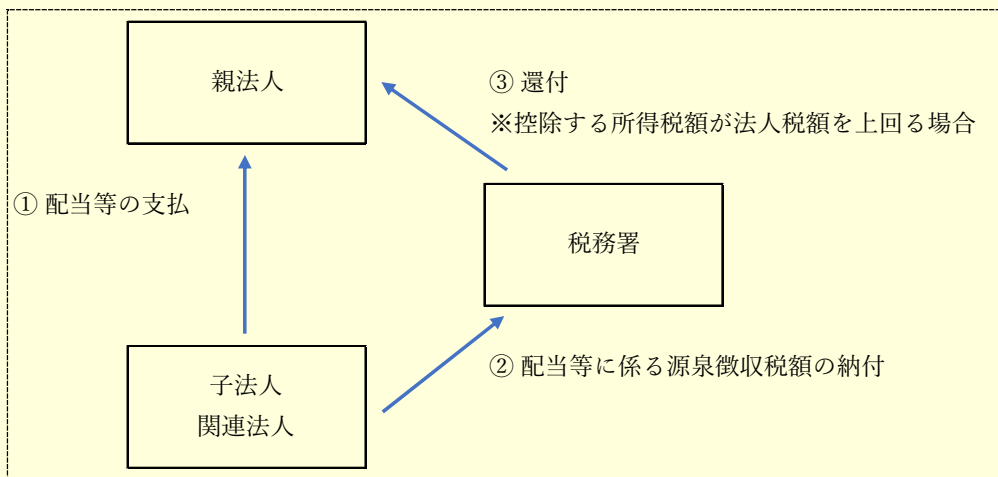 親法人
③ 還付
※控除する所得税額が法人税額を上回る場合
① 配当等の支払
税務署
② 配当等に係る源泉徴収税額の納付
子法人
関連法人